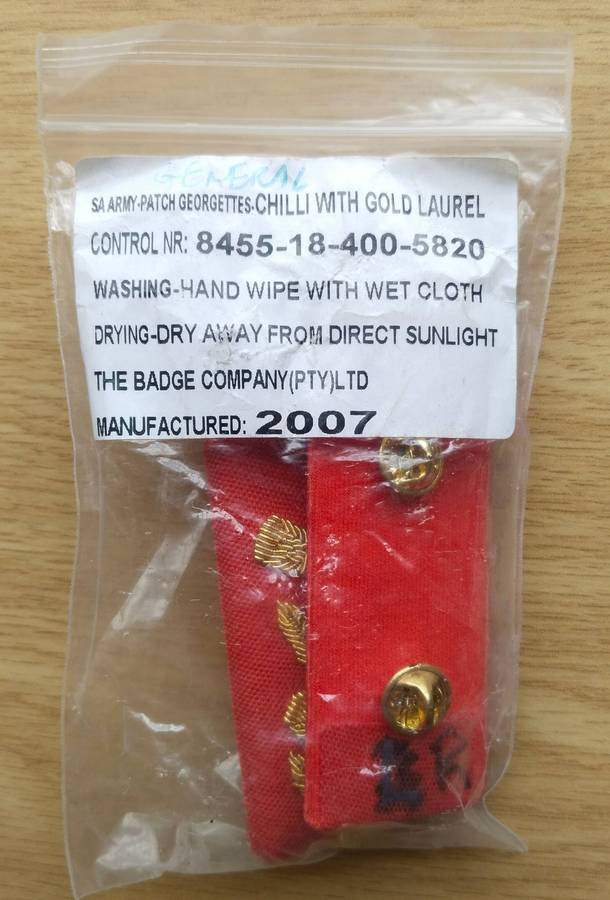 GENERAL
SA ARMY-PATCH GEORGETTES-CHILLI WITH GOLD LAUREL
CONTROL NR: 8455-18-400-5820
WASHING-HAND WIPE WITH WET CLOTH
DRYING-DRY AWAY FROM DIRECT SUNLIGHT
THE BADGE COMPANY(PTY)LTD
MANUFACTURED: 2007